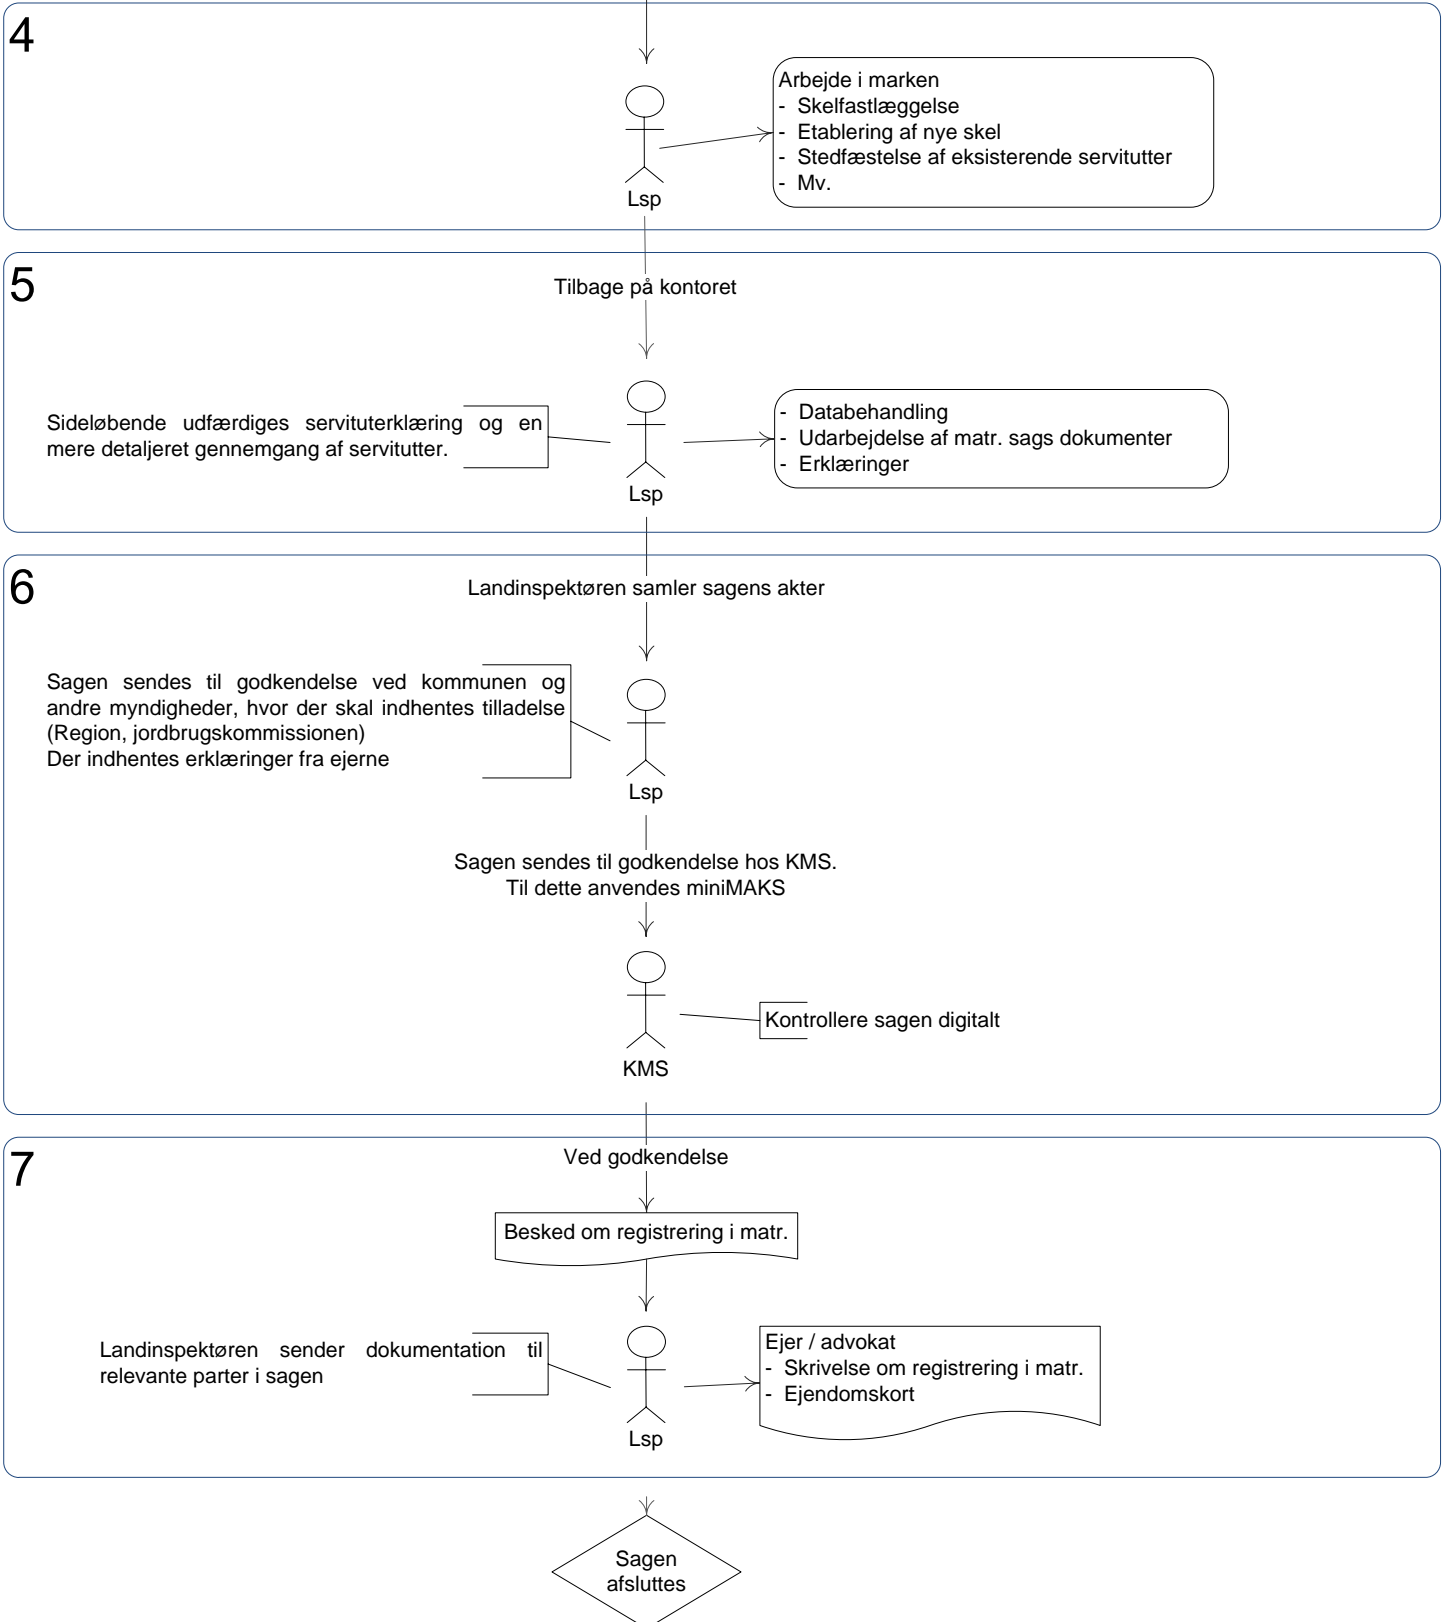 4
Arbejde i marken
- Skelfastlæggelse
- Etablering af nye skel
- Stedfæstelse af eksisterende servitutter
- Mv.
Lsp
5
Tilbage på kontoret
Sideløbende udfærdiges servituterklæring og en
mere detaljeret gennemgang af servitutter.
- Databehandling
- Udarbejdelse af matr. sags dokumenter
- Erklæringer
Lsp
6
Landinspektøren samler sagens akter
Sagen sendes til godkendelse ved kommunen og
andre myndigheder, hvor der skal indhentes tilladelse
(Region, jordbrugskommissionen)
Der indhentes erklæringer fra ejerne
Lsp
Sagen sendes til godkendelse hos KMS.
Til dette anvendes miniMAKS
Kontrollere sagen digitalt
KMS
7
Ved godkendelse
Besked om registrering i matr.
Landinspektøren sender dokumentation til
relevante parter i sagen
Ejer / advokat
- Skrivelse om registrering i matr.
- Ejendomskort
Lsp
Sagen
afsluttes